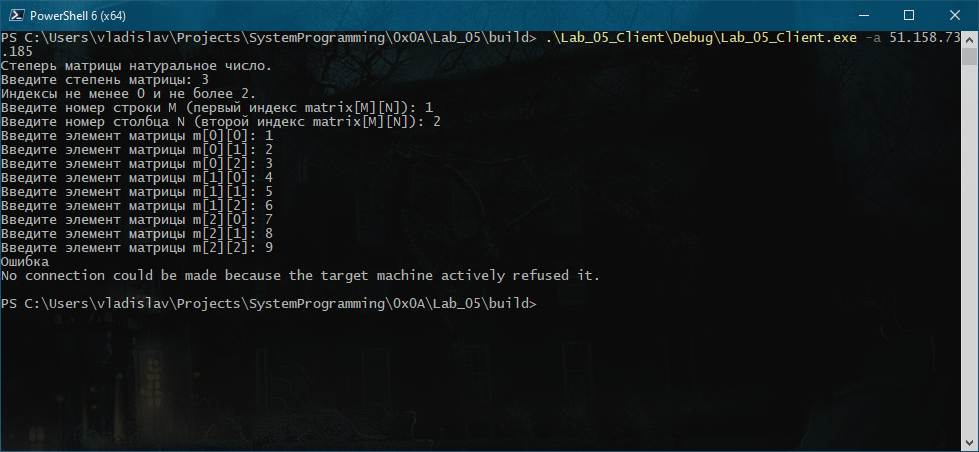 PowerShell 6 (x64)
PS C:\Users\vladislav\Projects\SystemProgramming\0x0A\Lab_05\build> .\Lab_05_Client\Debug\Lab_05_Client.exe -a 51.158.73
.185
Степерь матрицы натуральное число.
Введите степень матрицы: 3
Индексы не менее 0 и не более 2.
Введите номер строки M (первый индекс matrix[M][N]): 1
Введите номер столбца N (второй индекс matrix[M][N]): 2
Введите элемент матрицы m[0][0]: 1
Введите элемент матрицы m[0][1]: 2
Введите элемент матрицы m[0][2]: 3
Введите элемент матрицы m[1][0]: 4
Введите элемент матрицы m[1][1]: 5
Введите элемент матрицы m[1][2]: 6
Введите элемент матрицы m[2][0]: 7
Введите элемент матрицы m[2][1]: 8
Введите элемент матрицы m[2][2]: 9
Ошибка
No connection could be made because the target machine actively refused it.
PS C:\Users\vladislav\Projects\SystemProgramming\0x0A\Lab_05\build>